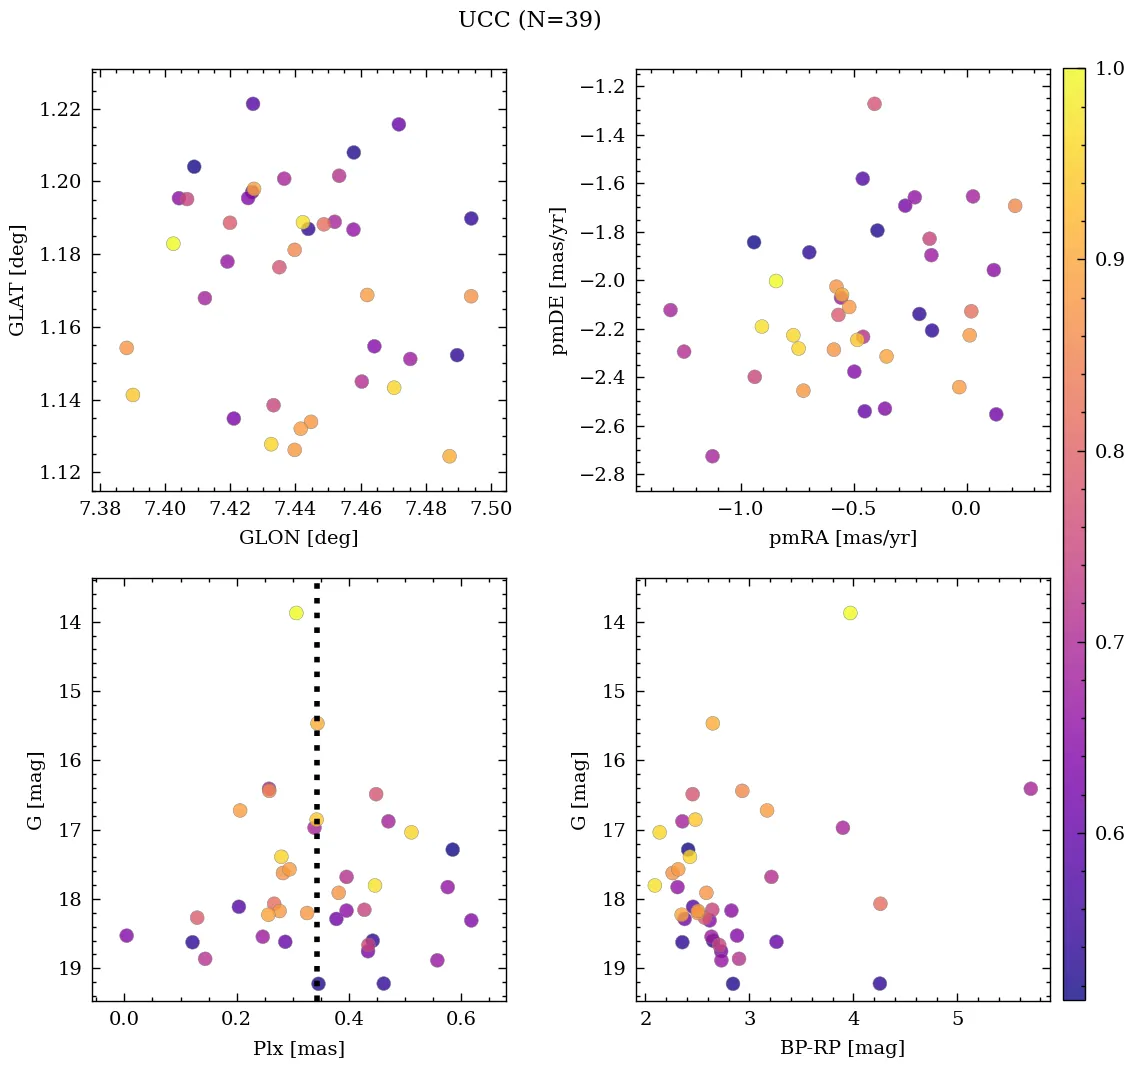 UCC (N=39)
1.22
1.20
1.18
1.16
1.14
1.12
GLAT [deg]
7.38 7.40 7.42 7.44 7.46 7.48 7.50
GLON [deg]
−1.2
−1.4
−1.6
−1.8
−2.0
−2.2
−2.4
−2.6
−2.8
pmDE [mas/yr]
−1.0 −0.5 0.0
pmRA [mas/yr]
1.0
0.9
0.8
0.7
0.6
14
15
16
17
18
19
G [mag]
0.0 0.2 0.4 0.6
Plx [mas]
14
15
16
17
18
19
G [mag]
2 3 4 5
BP-RP [mag]